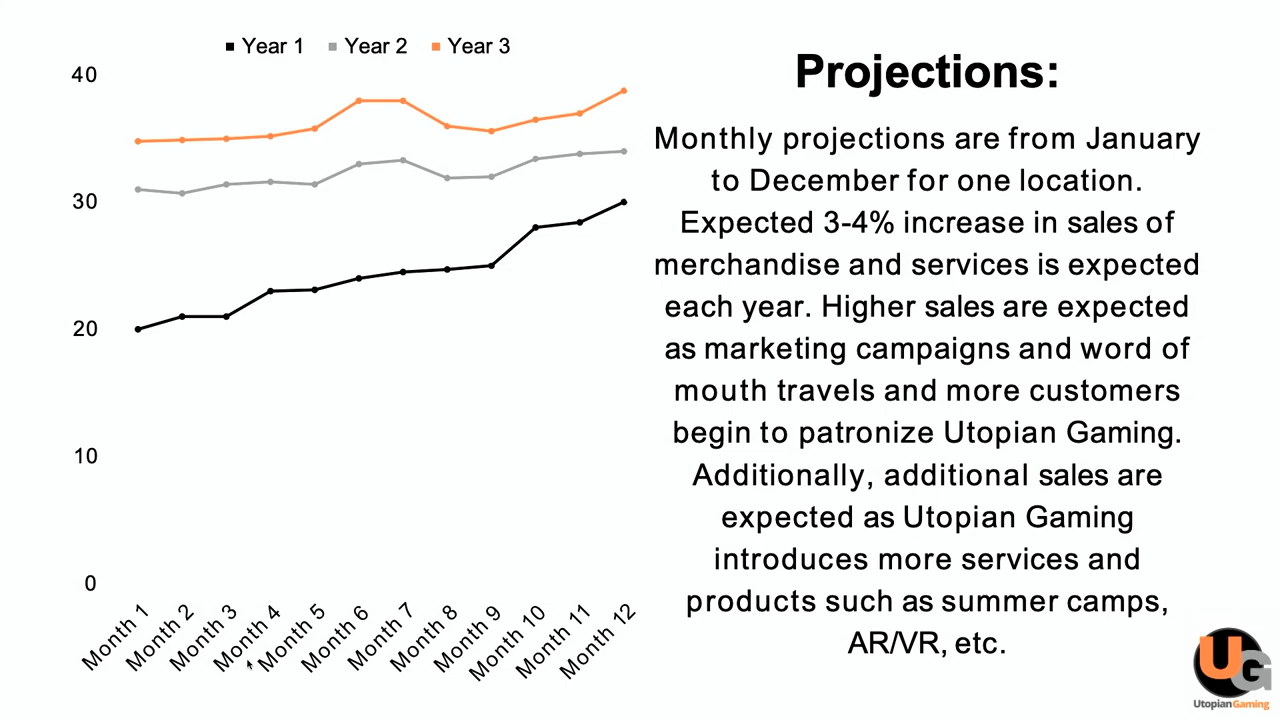 Year 1 Year 2 Year 3
40
30
20
10
0
Month 1
Month 2
Month 3
Month 4
Month 5
Month 6
Month 7
Month 8
Month 9
Month 10
Month 11
Month 12
Projections:
Monthly projections are from January
to December for one location.
Expected 3-4% increase in sales of
merchandise and services is expected
each year. Higher sales are expected
as marketing campaigns and word of
mouth travels and more customers
begin to patronize Utopian Gaming.
Additionally, additional sales are
expected as Utopian Gaming
introduces more services and
products such as summer camps,
AR/VR, etc.
UG
UtopianGaming